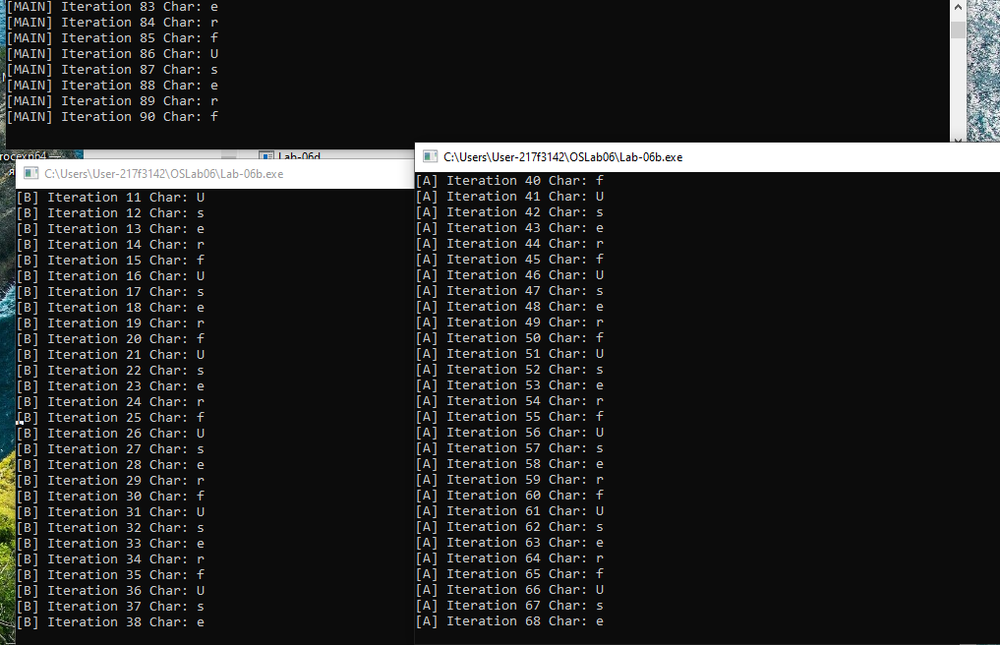 [MAIN] Iteration 83 Char: e
[MAIN] Iteration 84 Char: r
[MAIN] Iteration 85 Char: f
[MAIN] Iteration 86 Char: U
[MAIN] Iteration 87 Char: s
[MAIN] Iteration 88 Char: e
[MAIN] Iteration 89 Char: r
[MAIN] Iteration 90 Char: f
Lab-06d
C:\Users\User-217f3142\OSLab06\Lab-06b.exe
[B] Iteration 11 Char: U
[B] Iteration 12 Char: s
[B] Iteration 13 Char: e
[B] Iteration 14 Char: r
[B] Iteration 15 Char: f
[B] Iteration 16 Char: U
[B] Iteration 17 Char: s
[B] Iteration 18 Char: e
[B] Iteration 19 Char: r
[B] Iteration 20 Char: f
[B] Iteration 21 Char: U
[B] Iteration 22 Char: s
[B] Iteration 23 Char: e
[B] Iteration 24 Char: r
[B] Iteration 25 Char: f
[B] Iteration 26 Char: U
[B] Iteration 27 Char: s
[B] Iteration 28 Char: e
[B] Iteration 29 Char: r
[B] Iteration 30 Char: f
[B] Iteration 31 Char: U
[B] Iteration 32 Char: s
[B] Iteration 33 Char: e
[B] Iteration 34 Char: r
[B] Iteration 35 Char: f
[B] Iteration 36 Char: U
[B] Iteration 37 Char: s
[B] Iteration 38 Char: e
C:\Users\User-217f3142\OSLab06\Lab-06b.exe
[A] Iteration 40 Char: f
[A] Iteration 41 Char: U
[A] Iteration 42 Char: s
[A] Iteration 43 Char: e
[A] Iteration 44 Char: r
[A] Iteration 45 Char: f
[A] Iteration 46 Char: U
[A] Iteration 47 Char: s
[A] Iteration 48 Char: e
[A] Iteration 49 Char: r
[A] Iteration 50 Char: f
[A] Iteration 51 Char: U
[A] Iteration 52 Char: s
[A] Iteration 53 Char: e
[A] Iteration 54 Char: r
[A] Iteration 55 Char: f
[A] Iteration 56 Char: U
[A] Iteration 57 Char: s
[A] Iteration 58 Char: e
[A] Iteration 59 Char: r
[A] Iteration 60 Char: f
[A] Iteration 61 Char: U
[A] Iteration 62 Char: s
[A] Iteration 63 Char: e
[A] Iteration 64 Char: r
[A] Iteration 65 Char: f
[A] Iteration 66 Char: U
[A] Iteration 67 Char: s
[A] Iteration 68 Char: e